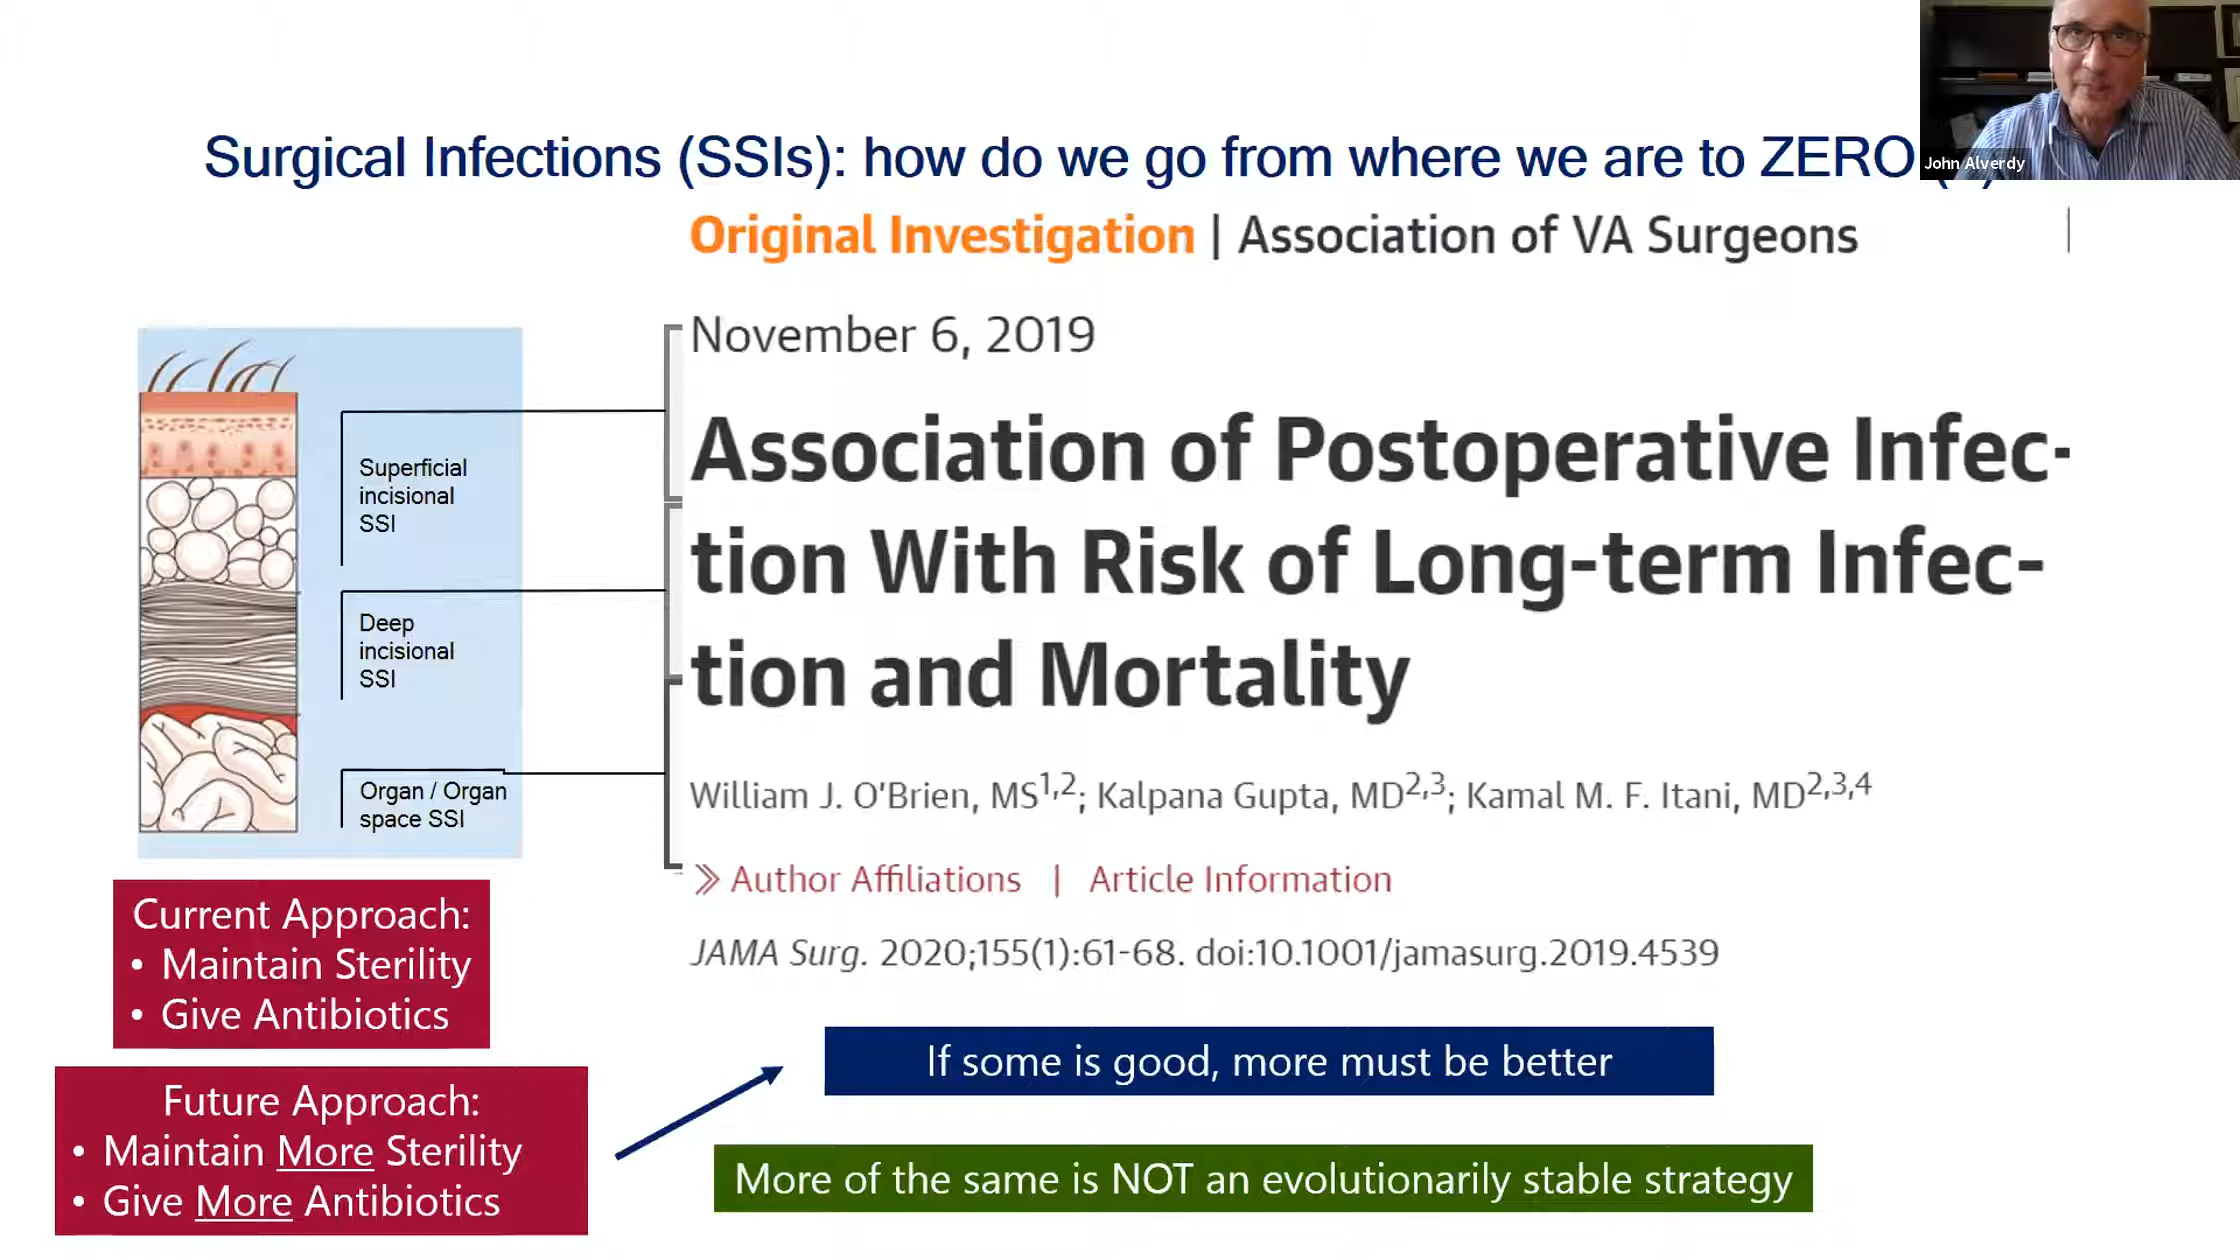 Surgical Infections (SSIs): how do we go from where we are to ZERO
John Alverdy
Original Investigation | Association of VA Surgeons
November 6, 2019
Association of Postoperative Infec-
tion With Risk of Long-term Infec-
tion and Mortality
William J. O'Brien, MS1,2; Kalpana Gupta, MD2,3; Kamal M. F. Itani, MD2,3,4
Author Affiliations | Article Information
JAMA Surg. 2020;155(1):61-68. doi:10.1001/jamasurg.2019.4539
Superficial
incisional
SSI
Deep
incisional
SSI
Organ / Organ
space SSI
Current Approach:
• Maintain Sterility
• Give Antibiotics
Future Approach:
• Maintain More Sterility
• Give More Antibiotics
If some is good, more must be better
More of the same is NOT an evolutionarily stable strategy